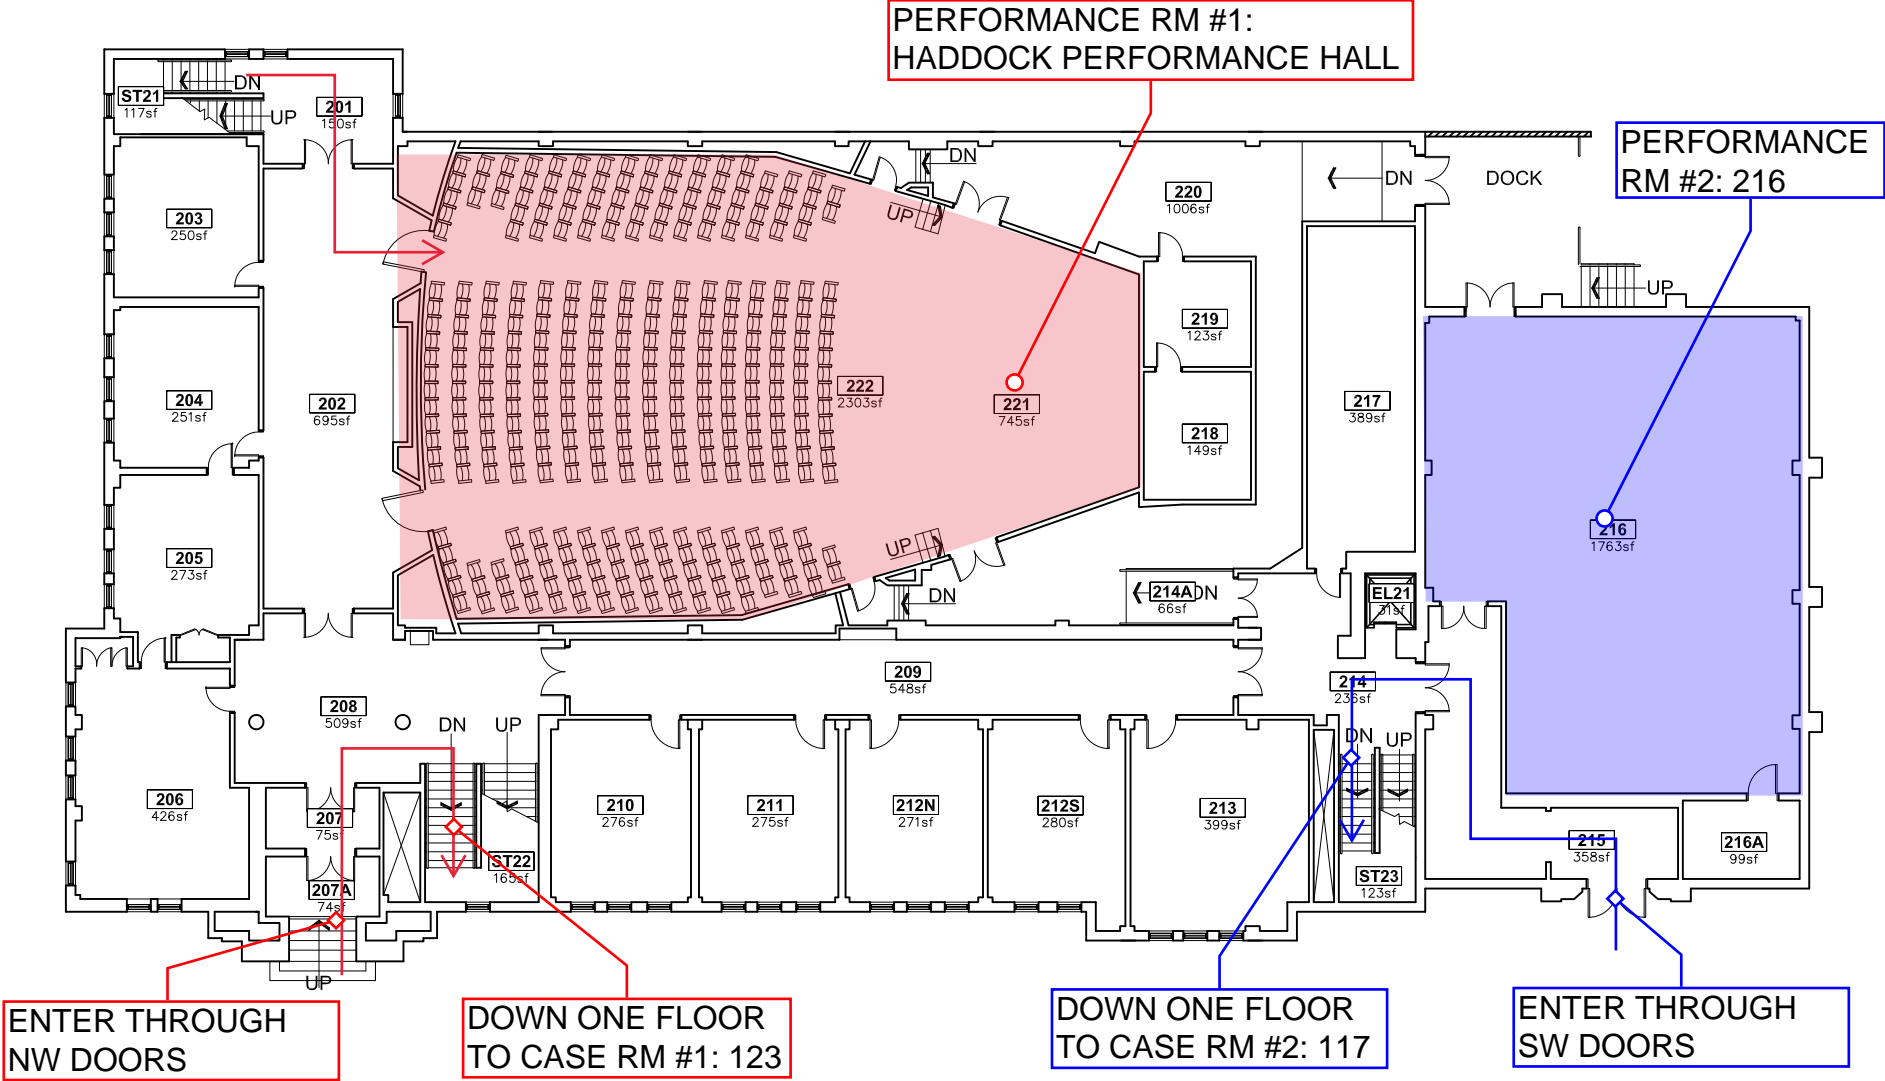 PERFORMANCE RM #1:
HADDOCK PERFORMANCE HALL
PERFORMANCE
RM #2: 216
ST21
117sf
DN
UP
201
150sf
203
250sf
204
251sf
205
273sf
202
695sf
222
2303sf
221
745sf
UP
DN
UP
DN
220
1006sf
DN
DOCK
UP
219
123sf
218
149sf
217
389sf
216
1763sf
214A
66sf
DN
EL21
31sf
209
548sf
214
236sf
208
509sf
DN
UP
206
426sf
207
75sf
207A
74sf
UP
ST22
165sf
210
276sf
211
275sf
212N
271sf
212S
280sf
213
399sf
DN
UP
ST23
123sf
215
358sf
216A
99sf
ENTER THROUGH
NW DOORS
DOWN ONE FLOOR
TO CASE RM #1: 123
DOWN ONE FLOOR
TO CASE RM #2: 117
ENTER THROUGH
SW DOORS